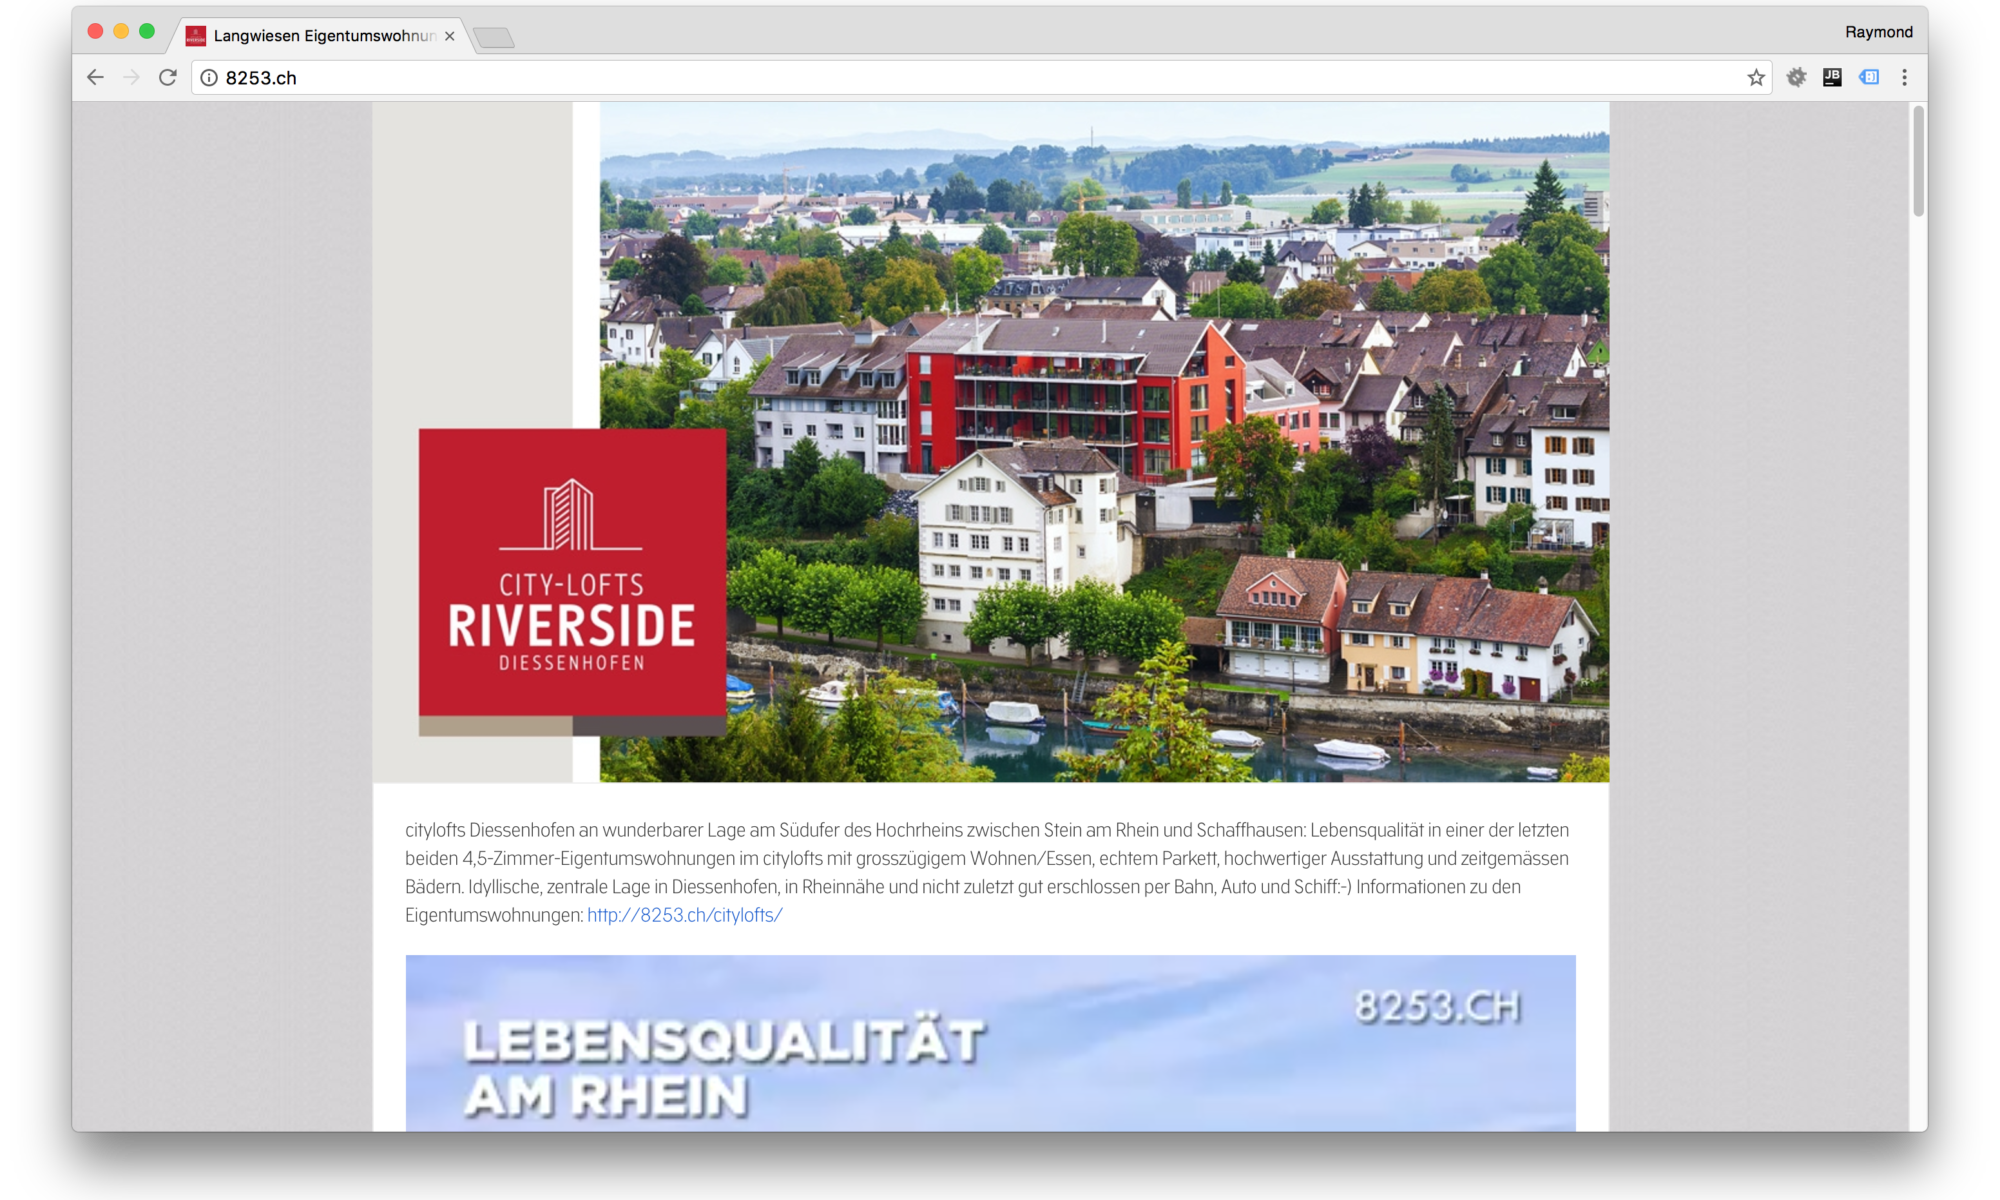 Langwiesen Eigentumswohnun
Raymond
8253.ch
JB
CITY-LOFTS
RIVERSIDE
DIESSENHOFEN
citylofts Diessenhofen an wunderbarer Lage am Südufer des Hochrheins zwischen Stein am Rhein und Schaffhausen: Lebensqualität in einer der letzten
beiden 4,5-Zimmer-Eigentumswohnungen im citylofts mit grosszügigem Wohnen/Essen, echtem Parkett, hochwertiger Ausstattung und zeitgemässen
Bädern. Idyllische, zentrale Lage in Diessenhofen, in Rheinnähe und nicht zuletzt gut erschlossen per Bahn, Auto und Schiff:-) Informationen zu den
Eigentumswohnungen: http://8253.ch/citylofts/
8253.CH
LEBENSQUALITÄT
AM RHEIN